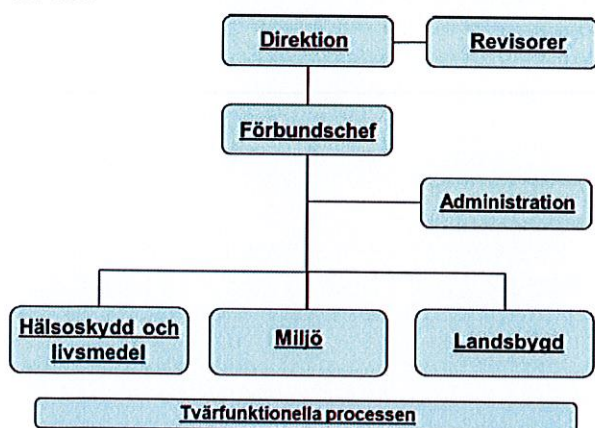 Direktion
Revisorer
Förbundschef
Administration
Hälsoskydd och
livsmedel
Miljö
Landsbygd
Tvärfunktionella processen